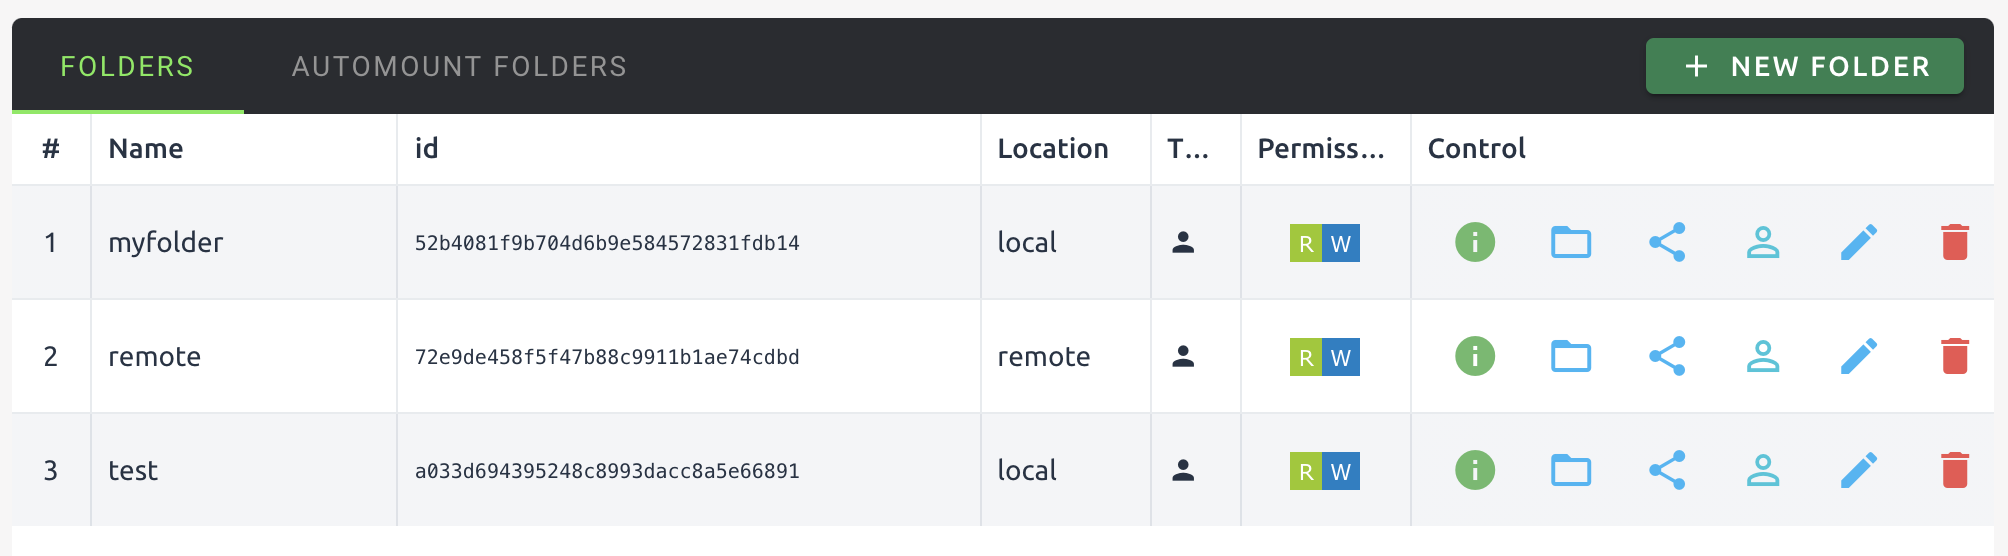 FOLDERS AUTOMOUNT FOLDERS + NEW FOLDER
# Name id Location T... Permiss... Control
1 myfolder 52b4081f9b704d6b9e584572831fdb14 local R W
2 remote 72e9de458f5f47b88c9911b1ae74cdbd remote R W
3 test a033d694395248c8993dacc8a5e66891 local R W